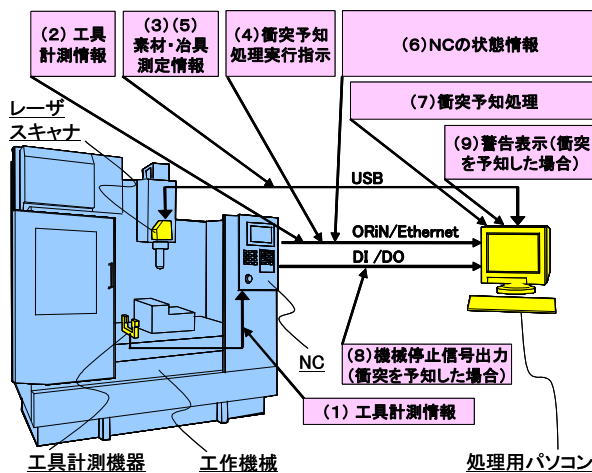 (2) 工具
計測情報
(3)(5)
素材・冶具
測定情報
(4)衝突予知
処理実行指示
(6)NCの状態情報
(7)衝突予知処理
(9)警告表示(衝突
を予知した場合)
レーザ
スキャナ
USB
ORiN/Ethernet
DI /DO
(8)機械停止信号出力
(衝突を予知した場合)
NC
(1) 工具計測情報
工具計測機器
工作機械
処理用パソコン